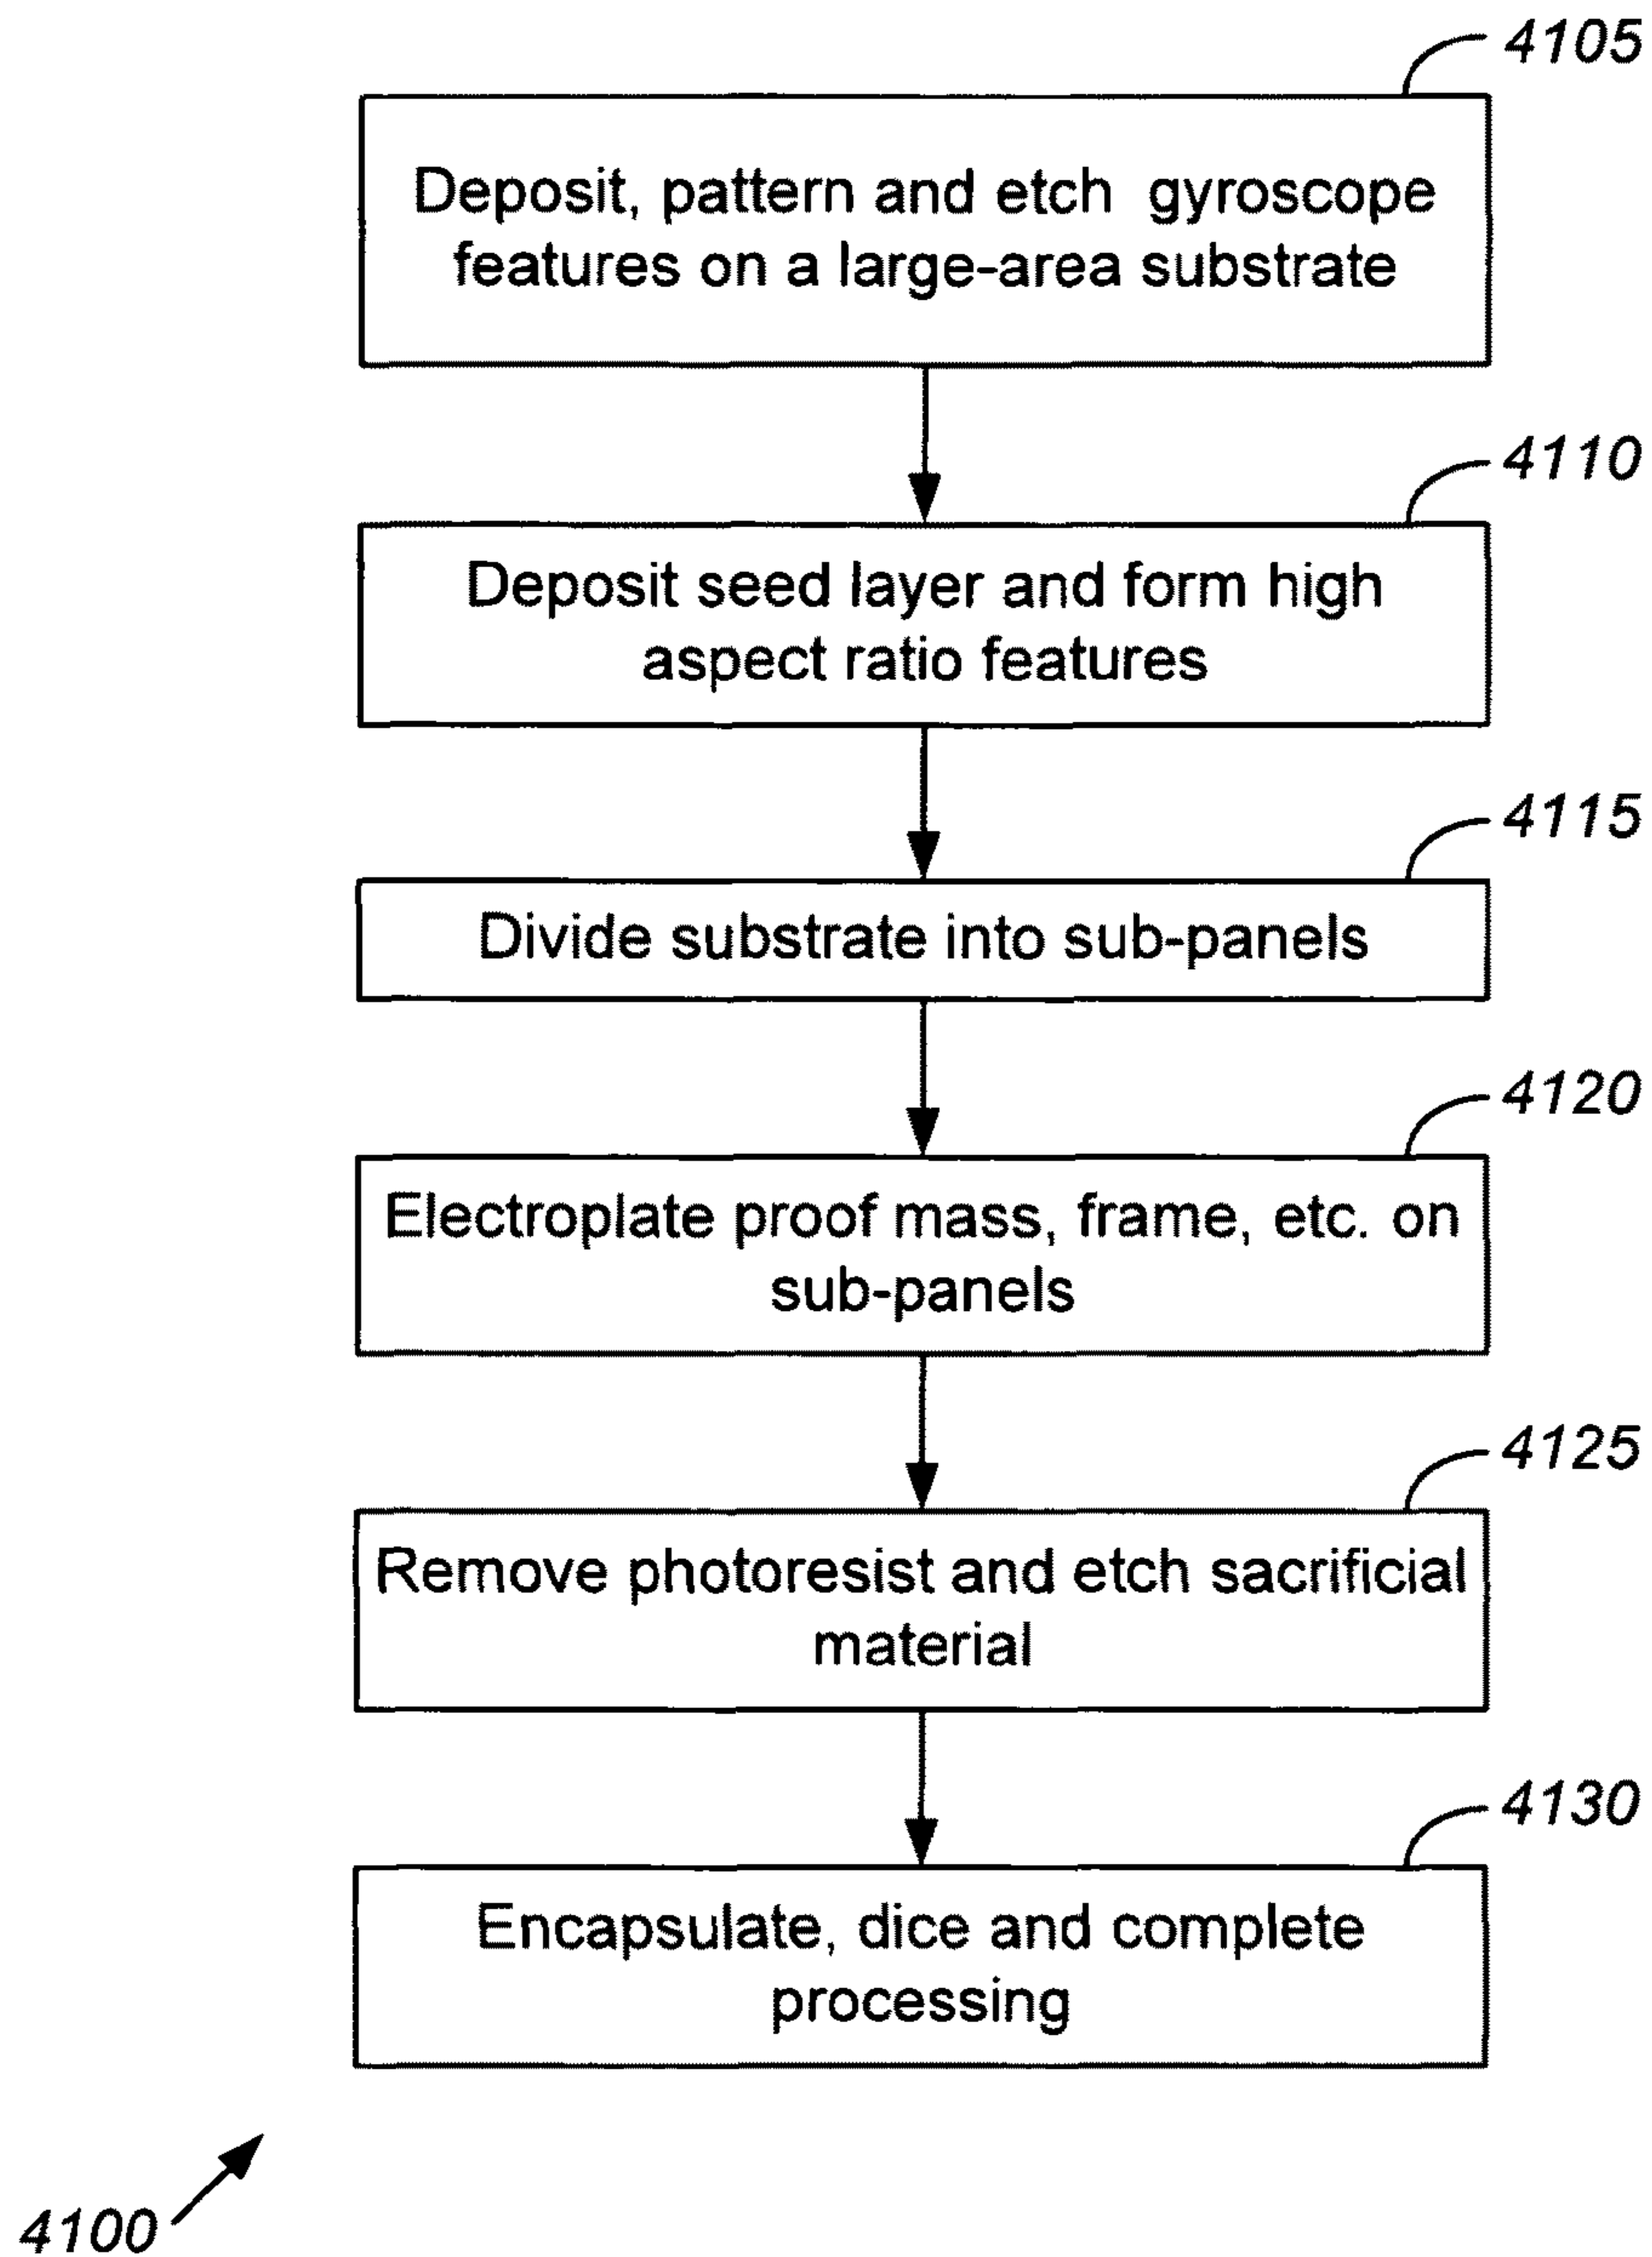 4105
Deposit, pattern and etch gyroscope
features on a large-area substrate
4110
Deposit seed layer and form high
aspect ratio features
4115
Divide substrate into sub-panels
4120
Electroplate proof mass, frame, etc. on
sub-panels
4125
Remove photoresist and etch sacrificial
material
4130
Encapsulate, dice and complete
processing
4100